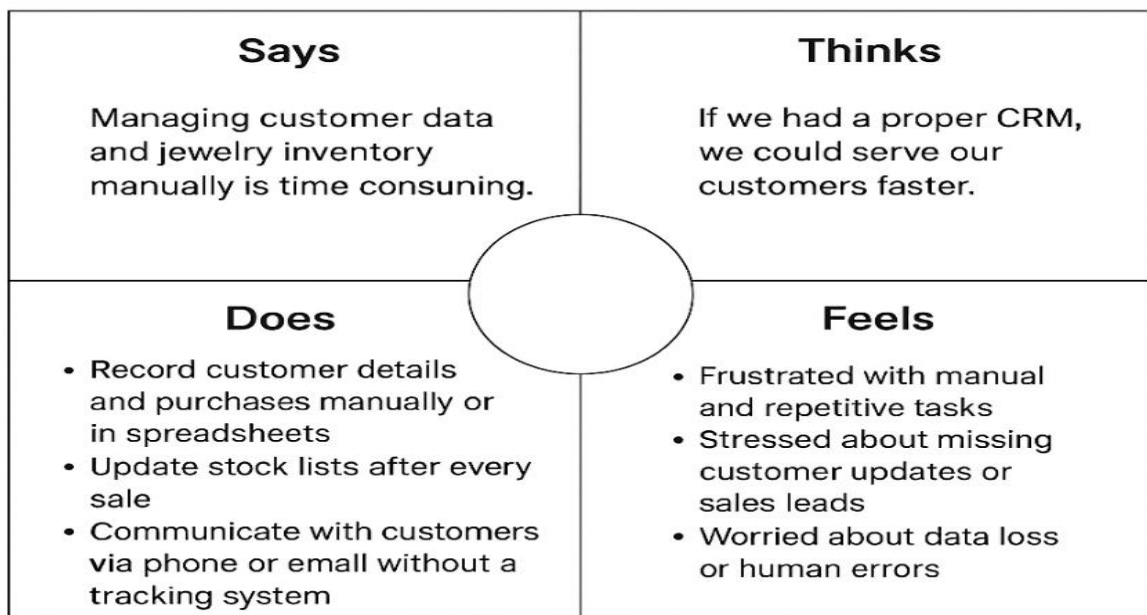 Says
Managing customer data
and jewelry inventory
manually is time consuning.
Thinks
If we had a proper CRM,
we could serve our
customers faster.
Does
• Record customer details
and purchases manually or
in spreadsheets
• Update stock lists after every
sale
• Communicate with customers
via phone or emall without a
tracking system
Feels
• Frustrated with manual
and repetitive tasks
• Stressed about missing
customer updates or
sales leads
• Worried about data loss
or human errors